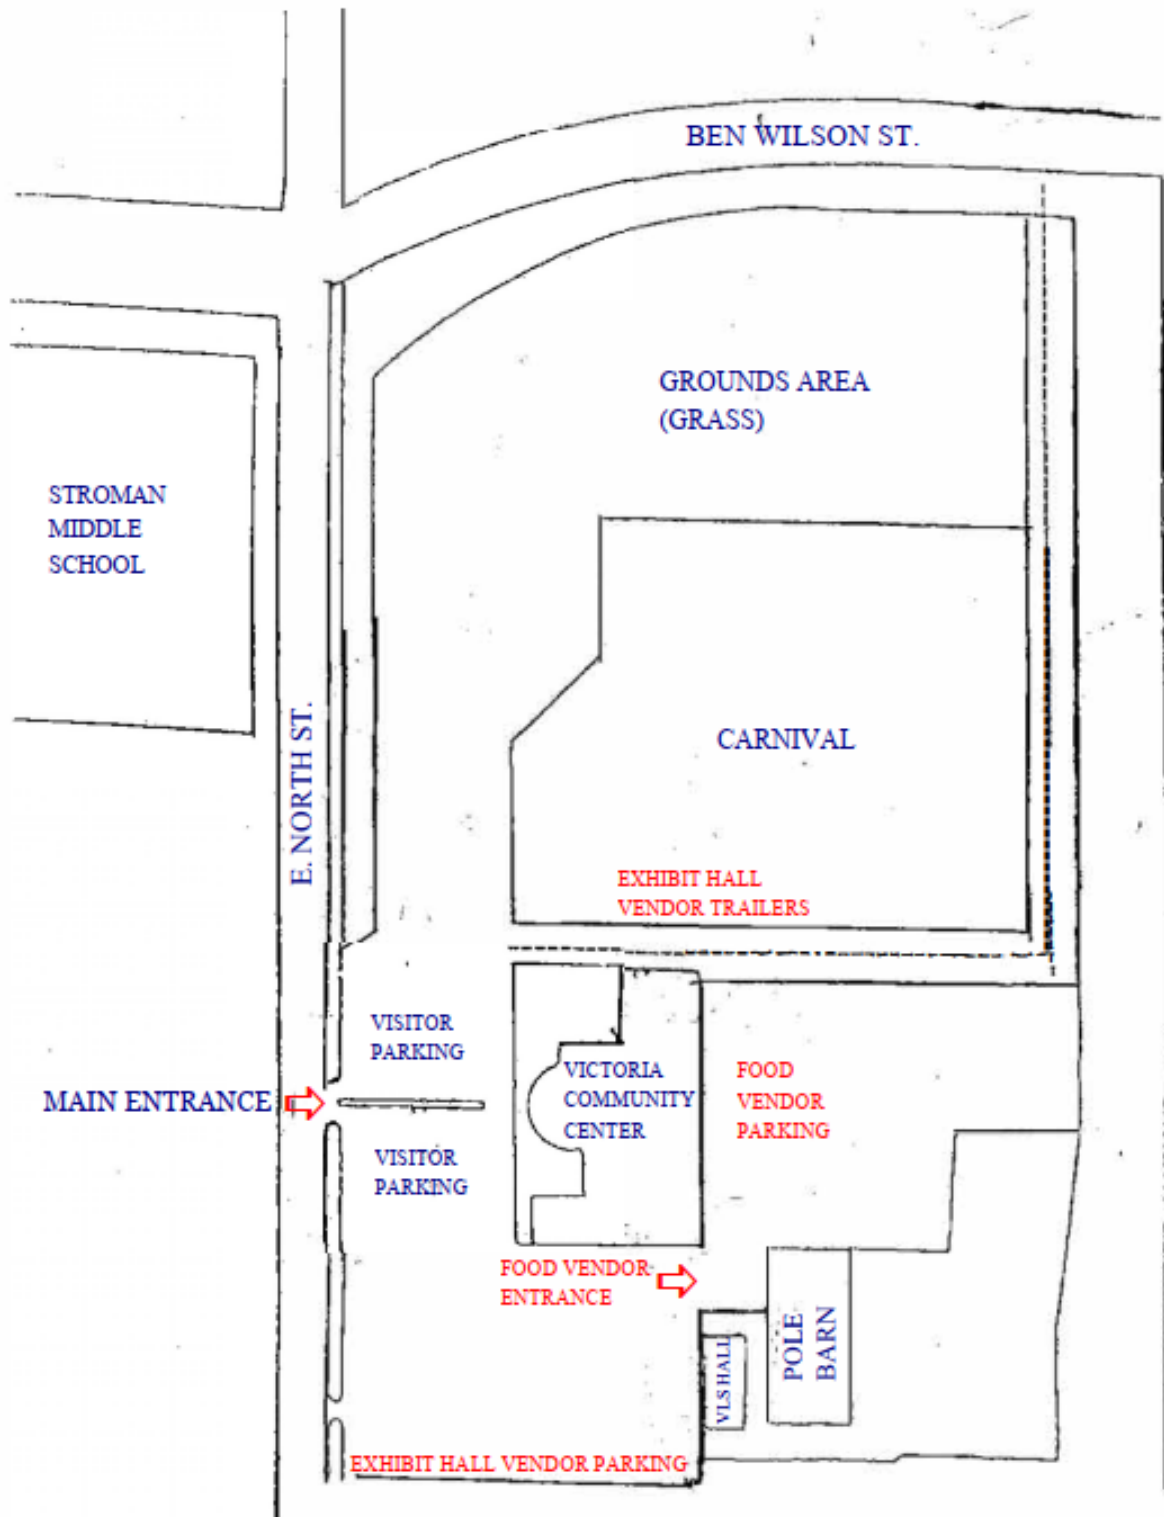 BEN WILSON ST.
GROUNDS AREA
(GRASS)
STROMAN
MIDDLE
SCHOOL
E. NORTH ST.
CARNIVAL
EXHIBIT HALL
VENDOR TRAILERS
VISITOR
PARKING
MAIN ENTRANCE
VICTORIA
COMMUNITY
CENTER
FOOD
VENDOR
PARKING
VISITOR
PARKING
FOOD VENDOR
ENTRANCE
POLE
BARN
VLS HALL
EXHIBIT HALL VENDOR PARKING